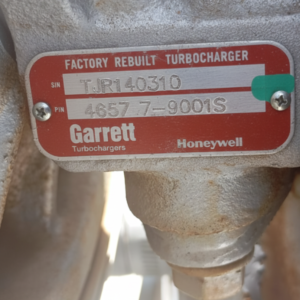 FACTORY REBUILT TURBOCHARGER
S/N TJR140310
P/N 4657 7-9001S
Garrett Honeywell
Turbochargers